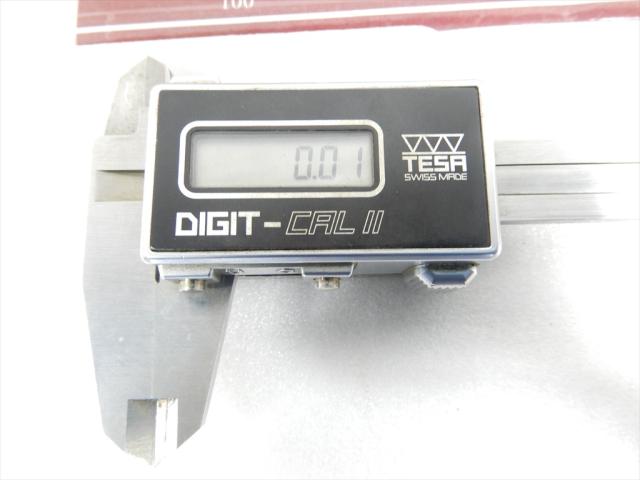 100
0.01
TESA
SWISS MADE
DIGIT-CAL II